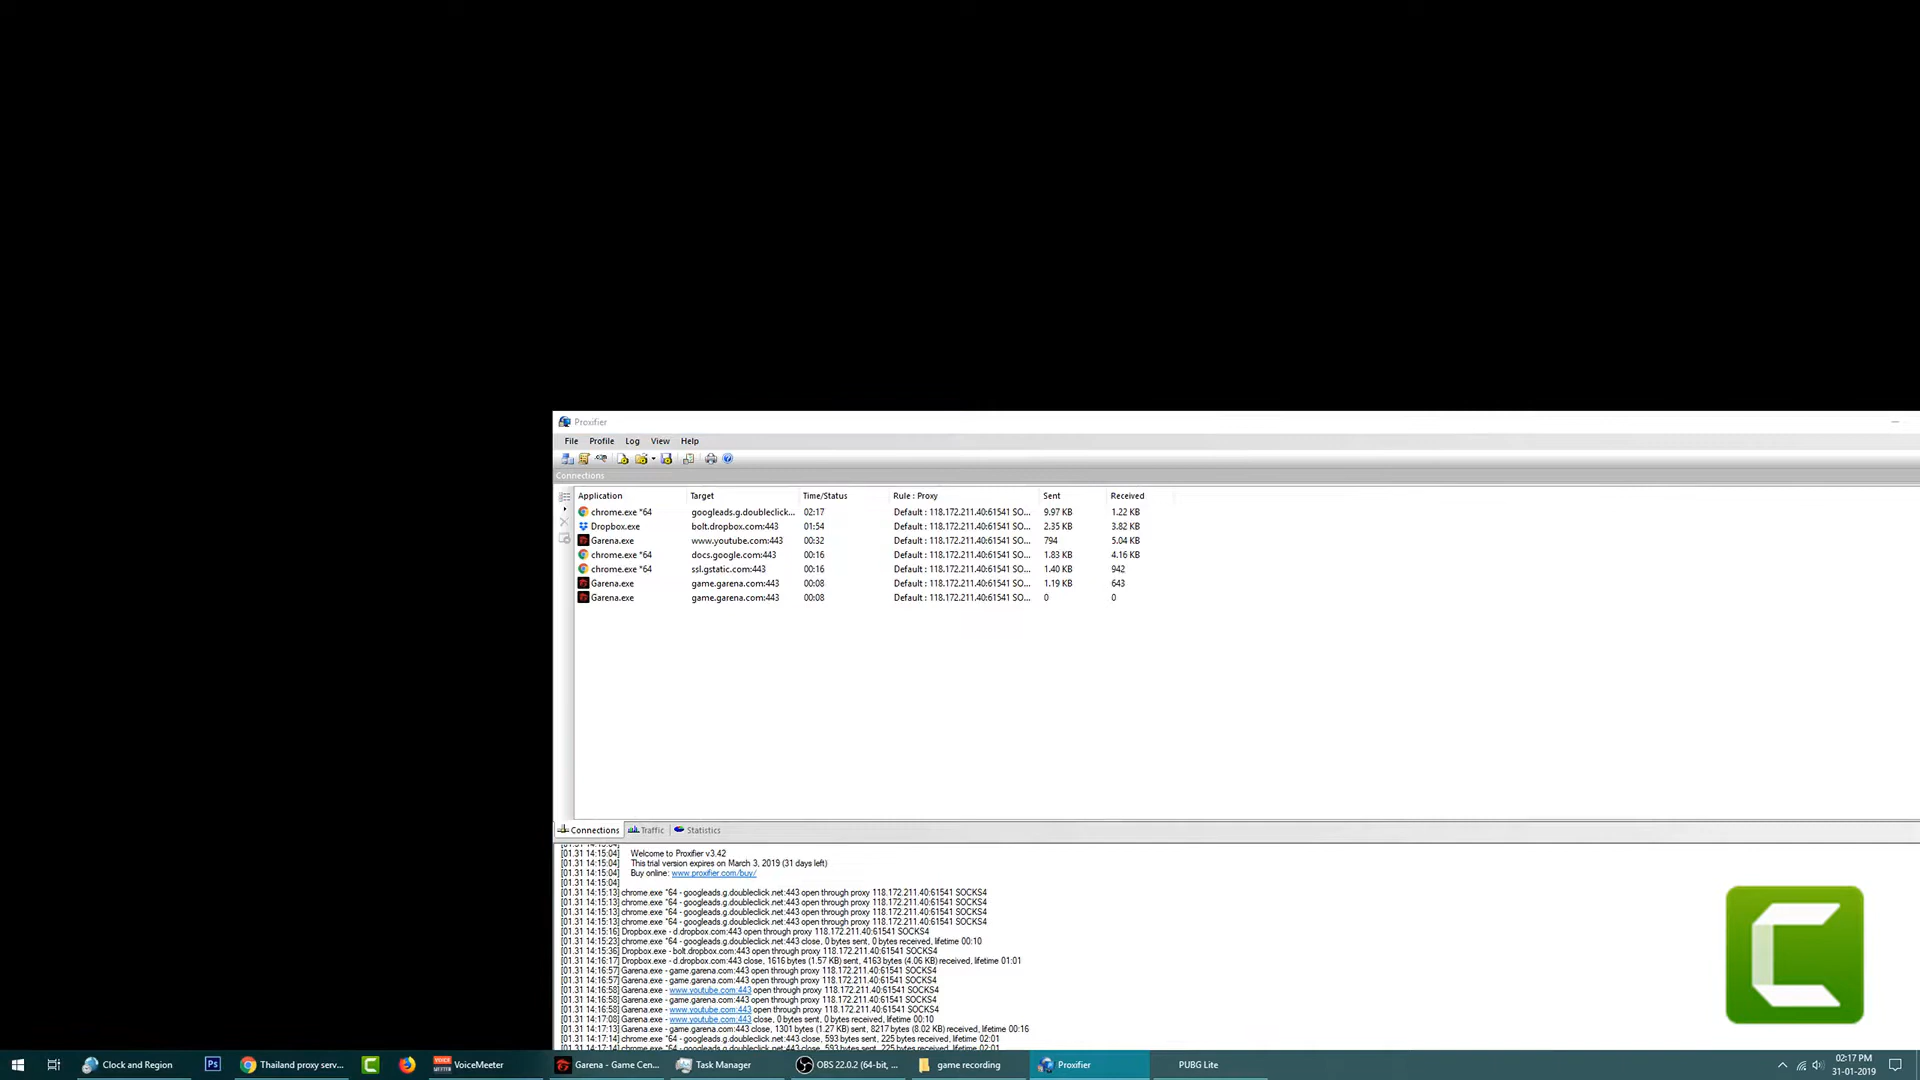 Proxifier
File Profile Log View Help
Connections
Application Target Time/Status Rule : Proxy Sent Received
chrome.exe *64 googleads.g.doubleclick... 02:17 Default : 118.172.211.40:61541 SO... 9.97 KB 1.22 KB
Dropbox.exe bolt.dropbox.com:443 01:54 Default : 118.172.211.40:61541 SO... 2.35 KB 3.82 KB
Garena.exe www.youtube.com:443 00:32 Default : 118.172.211.40:61541 SO... 794 5.04 KB
chrome.exe *64 docs.google.com:443 00:16 Default : 118.172.211.40:61541 SO... 1.83 KB 4.16 KB
chrome.exe *64 ssl.gstatic.com:443 00:16 Default : 118.172.211.40:61541 SO... 1.40 KB 942
Garena.exe game.garena.com:443 00:08 Default : 118.172.211.40:61541 SO... 1.19 KB 643
Garena.exe game.garena.com:443 00:08 Default : 118.172.211.40:61541 SO... 0 0
Connections Traffic Statistics
[01.31 14:15:04] Welcome to Proxifier v3.42
[01.31 14:15:04] This trial version expires on March 3, 2019 (31 days left)
[01.31 14:15:04] Buy online: www.proxifier.com/buy/
[01.31 14:15:04]
[01.31 14:15:13] chrome.exe *64 - googleads.g.doubleclick.net:443 open through proxy 118.172.211.40:61541 SOCKS4
[01.31 14:15:13] chrome.exe *64 - googleads.g.doubleclick.net:443 open through proxy 118.172.211.40:61541 SOCKS4
[01.31 14:15:13] chrome.exe *64 - googleads.g.doubleclick.net:443 open through proxy 118.172.211.40:61541 SOCKS4
[01.31 14:15:13] chrome.exe *64 - googleads.g.doubleclick.net:443 open through proxy 118.172.211.40:61541 SOCKS4
[01.31 14:15:16] Dropbox.exe - d.dropbox.com:443 open through proxy 118.172.211.40:61541 SOCKS4
[01.31 14:15:23] chrome.exe *64 - googleads.g.doubleclick.net:443 close, 0 bytes sent, 0 bytes received, lifetime 00:10
[01.31 14:15:36] Dropbox.exe - bolt.dropbox.com:443 open through proxy 118.172.211.40:61541 SOCKS4
[01.31 14:16:17] Dropbox.exe - d.dropbox.com:443 close, 1616 bytes (1.57 KB) sent, 4163 bytes (4.06 KB) received, lifetime 01:01
[01.31 14:16:57] Garena.exe - game.garena.com:443 open through proxy 118.172.211.40:61541 SOCKS4
[01.31 14:16:57] Garena.exe - game.garena.com:443 open through proxy 118.172.211.40:61541 SOCKS4
[01.31 14:16:58] Garena.exe - www.youtube.com:443 open through proxy 118.172.211.40:61541 SOCKS4
[01.31 14:16:58] Garena.exe - game.garena.com:443 open through proxy 118.172.211.40:61541 SOCKS4
[01.31 14:16:58] Garena.exe - www.youtube.com:443 open through proxy 118.172.211.40:61541 SOCKS4
[01.31 14:17:08] Garena.exe - www.youtube.com:443 close, 0 bytes sent, 0 bytes received, lifetime 00:10
[01.31 14:17:13] Garena.exe - game.garena.com:443 close, 1301 bytes (1.27 KB) sent, 8217 bytes (8.02 KB) received, lifetime 00:16
[01.31 14:17:14] chrome.exe *64 - googleads.g.doubleclick.net:443 close, 593 bytes sent, 225 bytes received, lifetime 02:01
Clock and Region Ps Thailand proxy serv... VoiceMeeter Garena - Game Cen... Task Manager OBS 22.0.2 (64-bit, ... game recording Proxifier PUBG Lite 02:17 PM
31-01-2019